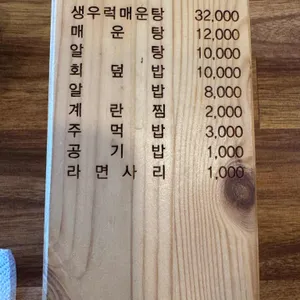 생우럭매운탕 32,000
매운탕 12,000
알탕 10,000
회덮밥 10,000
알밥 8,000
계란찜 2,000
주먹밥 3,000
공기밥 1,000
라면사리 1,000